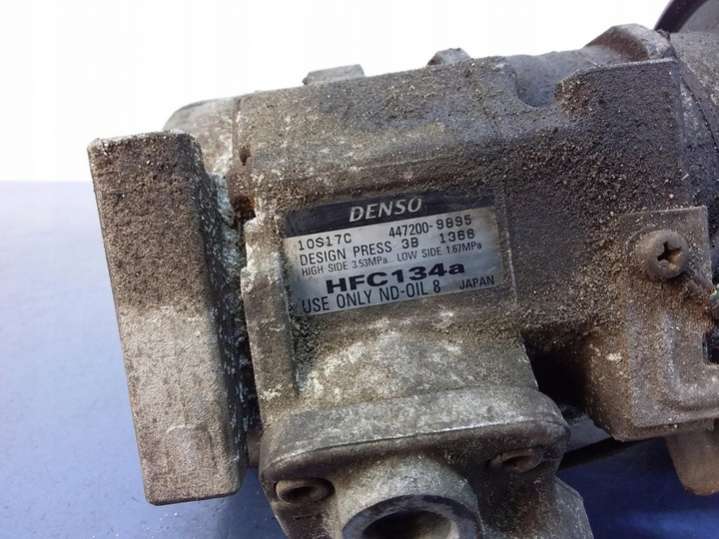 DENSO
10S17C 447200-9895
DESIGN PRESS 3B 1368
HIGH SIDE 3.53MPa LOW SIDE 1.67MPa
HFC134a
USE ONLY ND-OIL 8 JAPAN